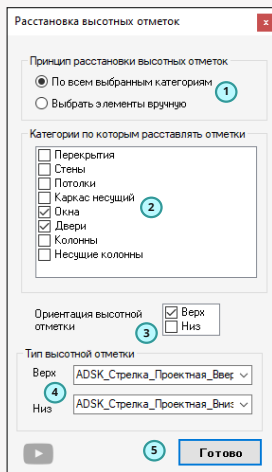 Расстановка высотных отметок
x
Принцип расстановки высотных отметок
По всем выбранным категориям
1
Выбрать элементы вручную
Категории по которым расставлять отметки
Перекрытия
Стены
Потолки
Каркас несущий
2
Окна
Двери
Колонны
Несущие колонны
Ориентация высотной отметки
Верх
Низ
3
Тип высотной отметки
Верх
ADSK_Стрелка_Проектная_Ввер
4
Низ
ADSK_Стрелка_Проектная_Вниз
5
Готово